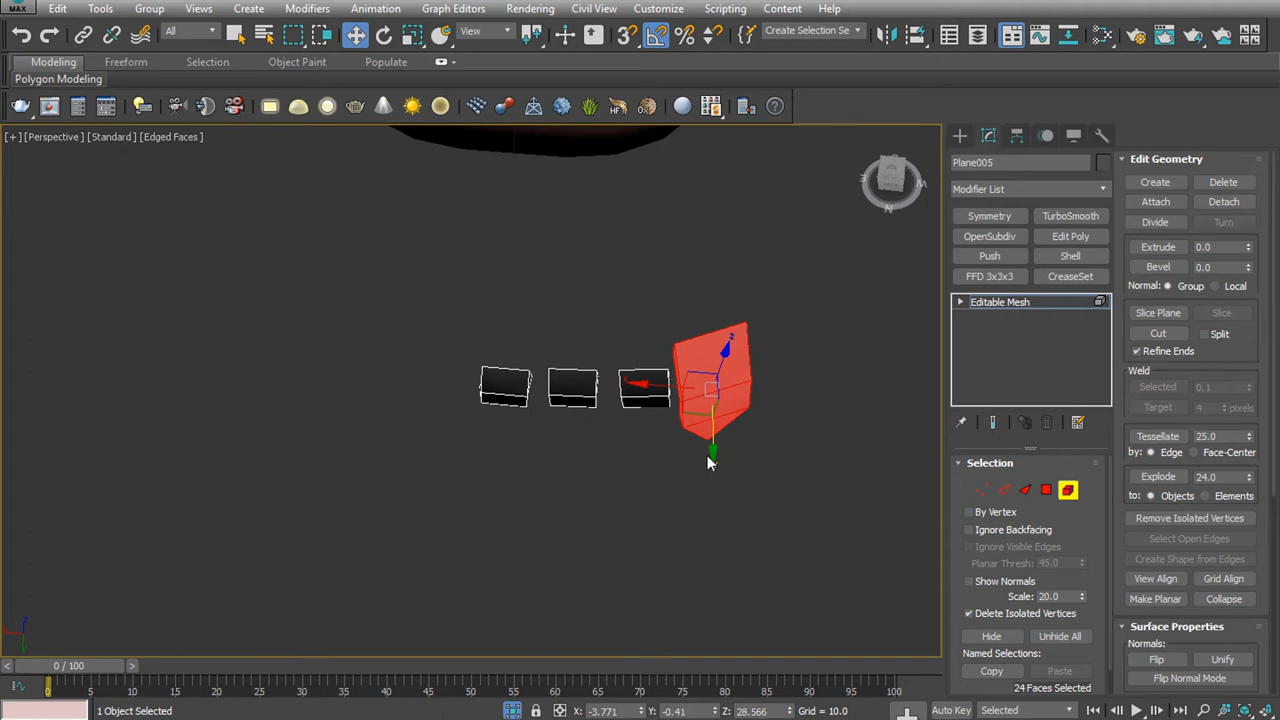 MAX
Edit Tools Group Views Create Modifiers Animation Graph Editors Rendering Civil View Customize Scripting Content Help
All View 3 Create Selection Se
Modeling Freeform Selection Object Paint Populate
Polygon Modeling
[+] [Perspective] [Standard] [Edged Faces]
Plane005
Modifier List
Symmetry TurboSmooth
OpenSubdiv Edit Poly
Push Shell
FFD 3x3x3 CreaseSet
Editable Mesh
Selection
By Vertex
Ignore Backfacing
Ignore Visible Edges
Planar Thresh: 45.0
Show Normals
Scale: 20.0
Delete Isolated Vertices
Hide Unhide All
Named Selections:
Copy Paste
24 Faces Selected
Edit Geometry
Create Delete
Attach Detach
Divide Turn
Extrude 0.0
Bevel 0.0
Normal: Group Local
Slice Plane Slice
Cut Split
Refine Ends
Weld
Selected 0.1
Target 4 pixels
Tessellate 25.0
by: Edge Face-Center
Explode 24.0
to: Objects Elements
Remove Isolated Vertices
Select Open Edges
Create Shape from Edges
View Align Grid Align
Make Planar Collapse
Surface Properties
Normals:
Flip Unify
Flip Normal Mode
z
W
N
E
< 0 / 100 >
0 5 10 15 20 25 30 35 40 45 50 55 60 65 70 75 80 85 90 95 100
1 Object Selected X: -3.771 Y: -0.41 Z: 28.566 Grid = 10.0 Auto Key Selected